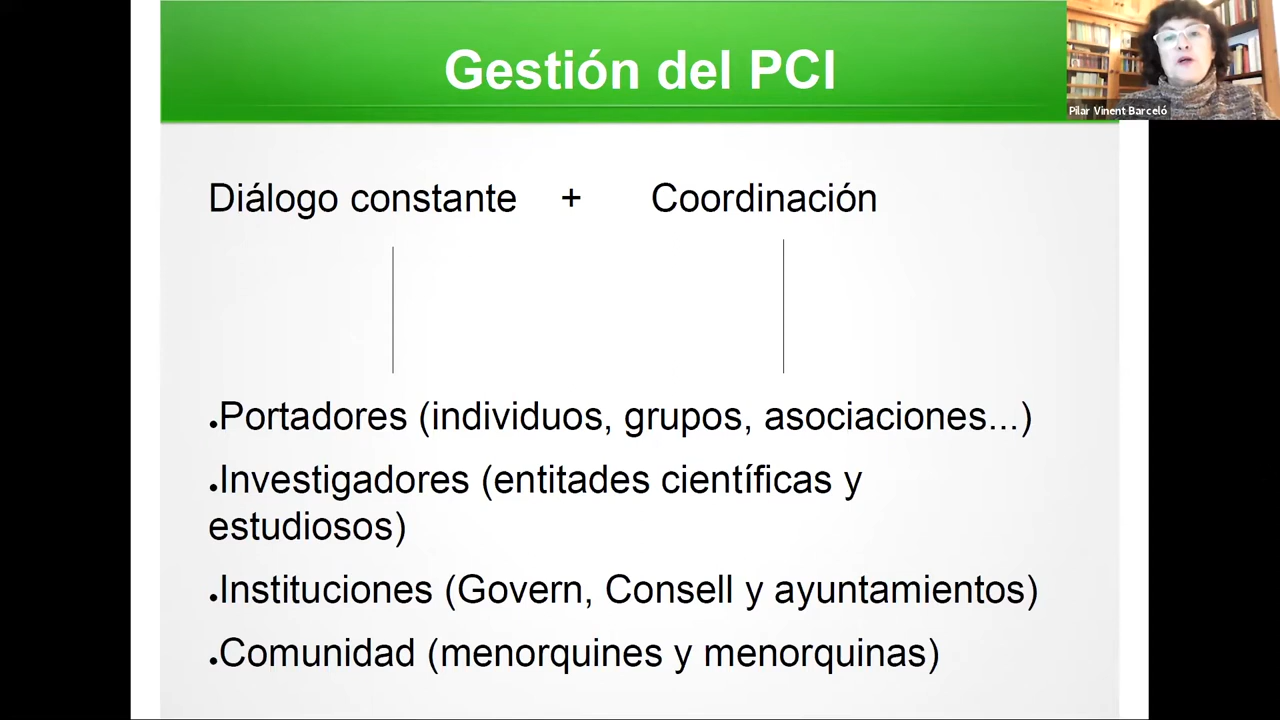 Gestión del PCI
Pilar Vinent Barceló
Diálogo constante + Coordinación
●Portadores (individuos, grupos, asociaciones...)
●Investigadores (entitades científicas y
estudiosos)
●Instituciones (Govern, Consell y ayuntamientos)
●Comunidad (menorquines y menorquinas)